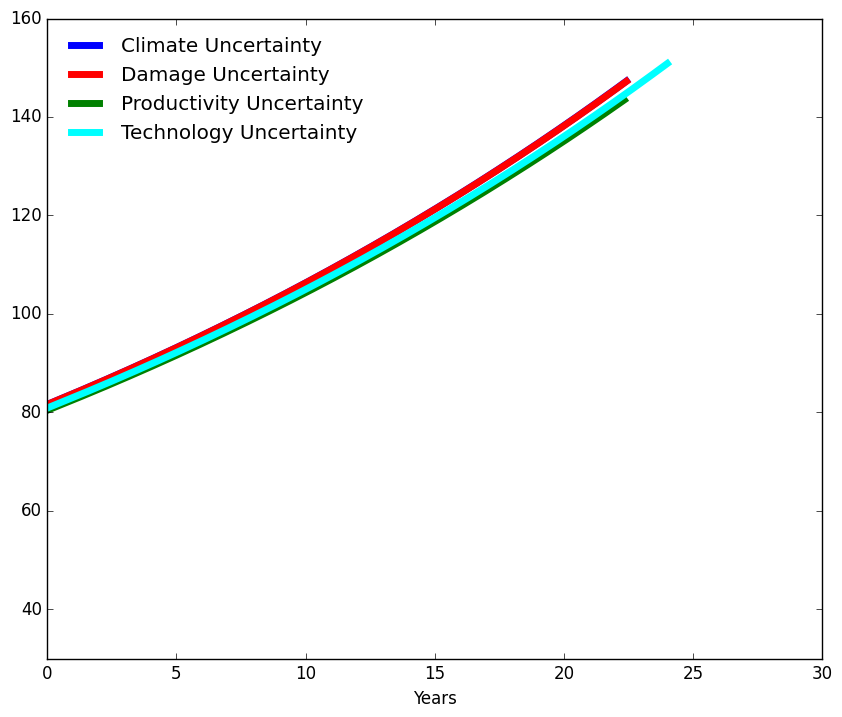 160
140
120
100
80
60
40
Climate Uncertainty
Damage Uncertainty
Productivity Uncertainty
Technology Uncertainty
0 5 10 15 20 25 30
Years